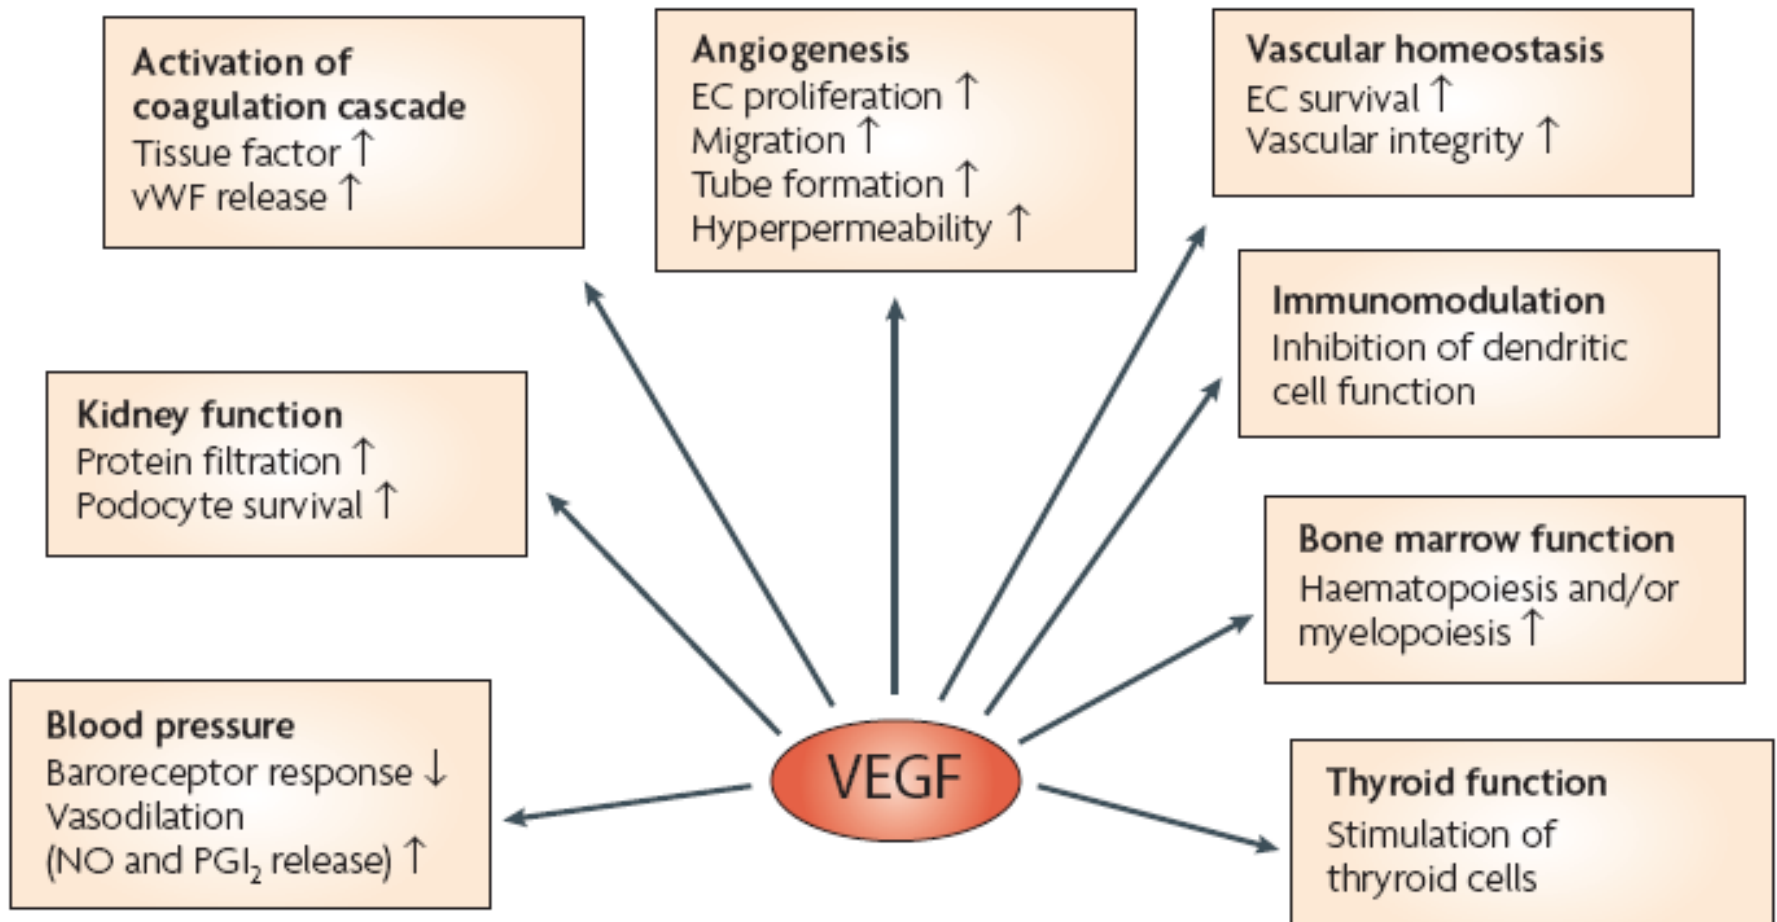 Activation of
coagulation cascade
Tissue factor ↑
vWF release ↑
Angiogenesis
EC proliferation ↑
Migration ↑
Tube formation ↑
Hyperpermeability ↑
Vascular homeostasis
EC survival ↑
Vascular integrity ↑
Immunomodulation
Inhibition of dendritic
cell function
Kidney function
Protein filtration ↑
Podocyte survival ↑
Bone marrow function
Haematopoiesis and/or
myelopoiesis ↑
Blood pressure
Baroreceptor response ↓
Vasodilation
(NO and PGI₂ release) ↑
VEGF
Thyroid function
Stimulation of
thryroid cells